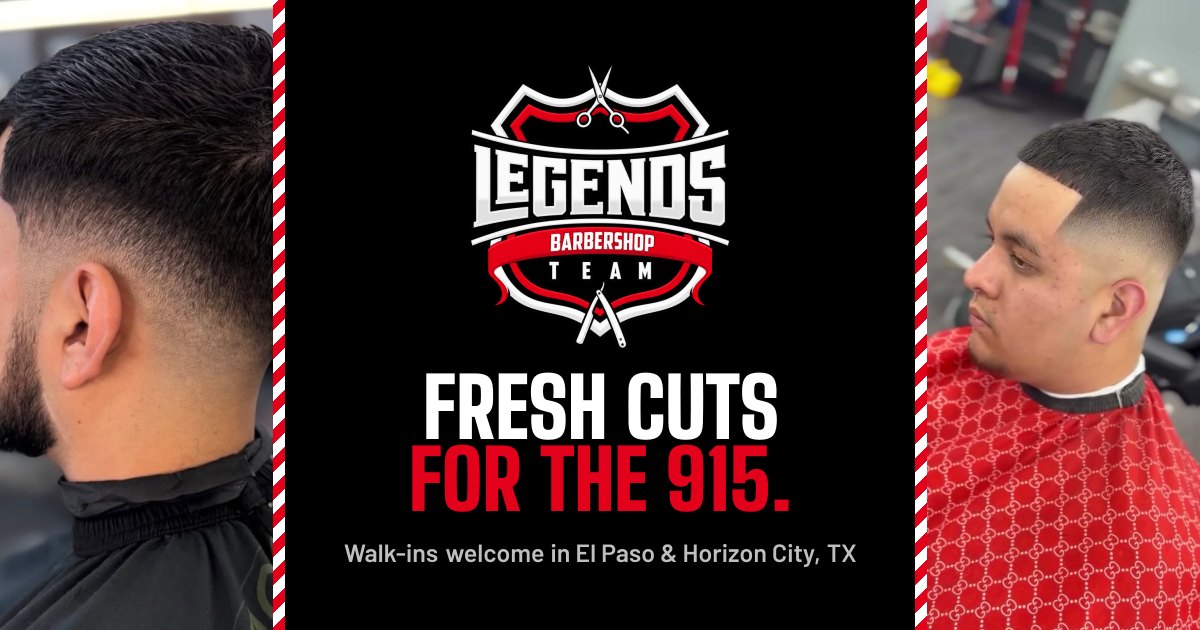 LEGENDS
BARBERSHOP
TEAM
FRESH CUTS
FOR THE 915.
Walk-ins welcome in El Paso & Horizon City, TX